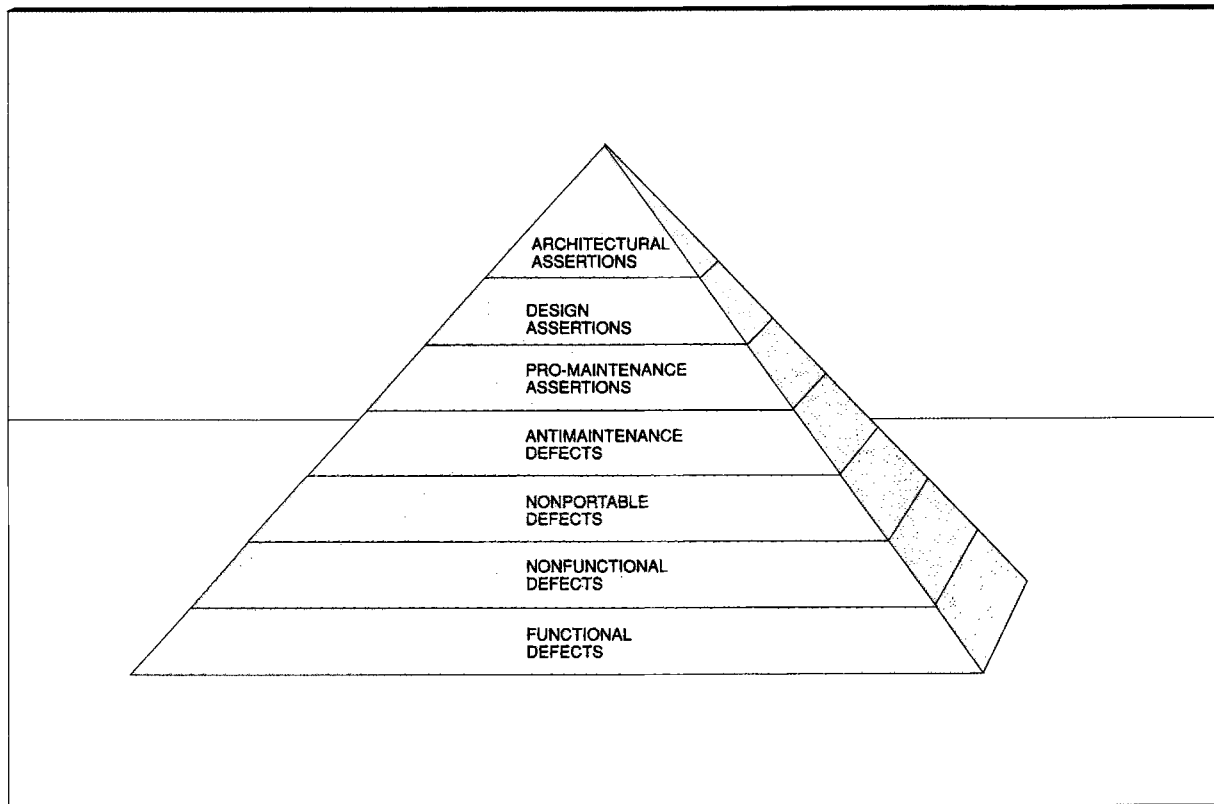 ARCHITECTURAL
ASSERTIONS
DESIGN
ASSERTIONS
PRO-MAINTENANCE
ASSERTIONS
ANTIMAINTENANCE
DEFECTS
NONPORTABLE
DEFECTS
NONFUNCTIONAL
DEFECTS
FUNCTIONAL
DEFECTS